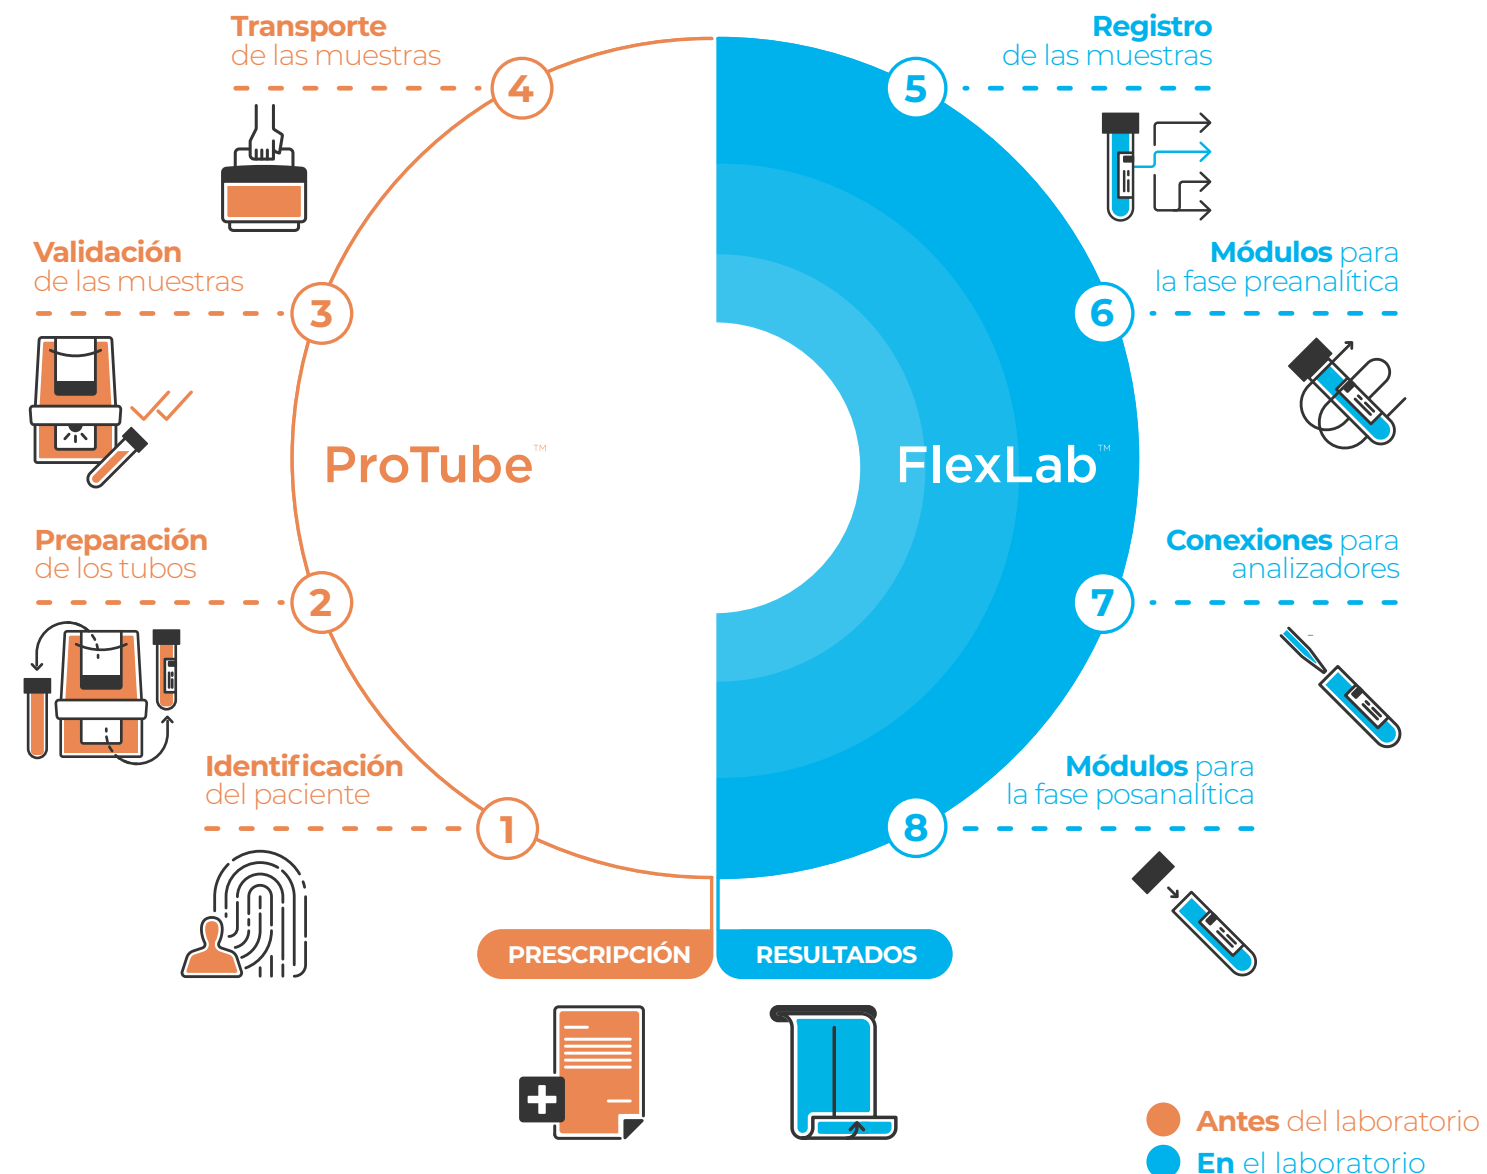 Transporte
de las muestras
4
Registro
de las muestras
5
Validación
de las muestras
3
Módulos para
la fase preanalítica
6
ProTube™
FlexLab™
Preparación
de los tubos
2
Conexiones para
analizadores
7
Identificación
del paciente
1
Módulos para
la fase posanalítica
8
PRESCRIPCIÓN
RESULTADOS
Antes del laboratorio
En el laboratorio